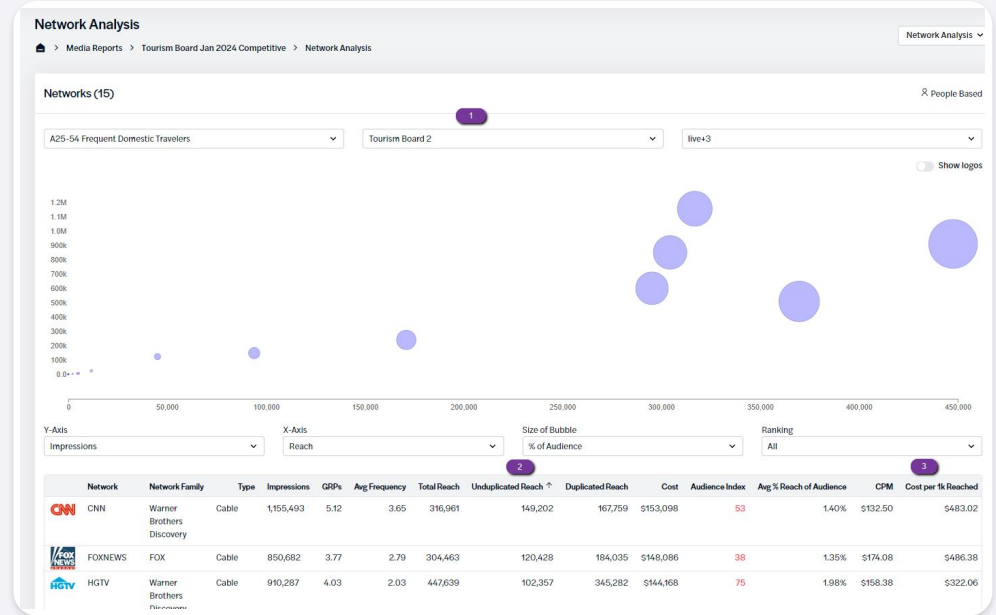 Network Analysis
Media Reports > Tourism Board Jan 2024 Competitive > Network Analysis
Network Analysis
Networks (15)
People Based
1
A25-54 Frequent Domestic Travelers
Tourism Board 2
live+3
Show logos
1.2M
1.1M
1.0M
900k
800k
700k
600k
500k
400k
300k
200k
100k
0.0
0 50,000 100,000 150,000 200,000 250,000 300,000 350,000 400,000 450,000
Y-Axis X-Axis Size of Bubble Ranking
Impressions Reach % of Audience All
2 3
Network Network Family Type Impressions GRPs Avg Frequency Total Reach Unduplicated Reach ↑ Duplicated Reach Cost Audience Index Avg % Reach of Audience CPM Cost per 1k Reached
CNN CNN Warner Cable 1,155,493 5.12 3.65 316,961 149,202 167,759 $153,098 53 1.40% $132.50 $483.02
Brothers
Discovery
FOX NEWS FOXNEWS FOX Cable 850,682 3.77 2.79 304,463 120,428 184,035 $148,086 38 1.35% $174.08 $486.38
HGTV HGTV Warner Cable 910,287 4.03 2.03 447,639 102,357 345,282 $144,168 75 1.98% $158.38 $322.06
Brothers
Discovery